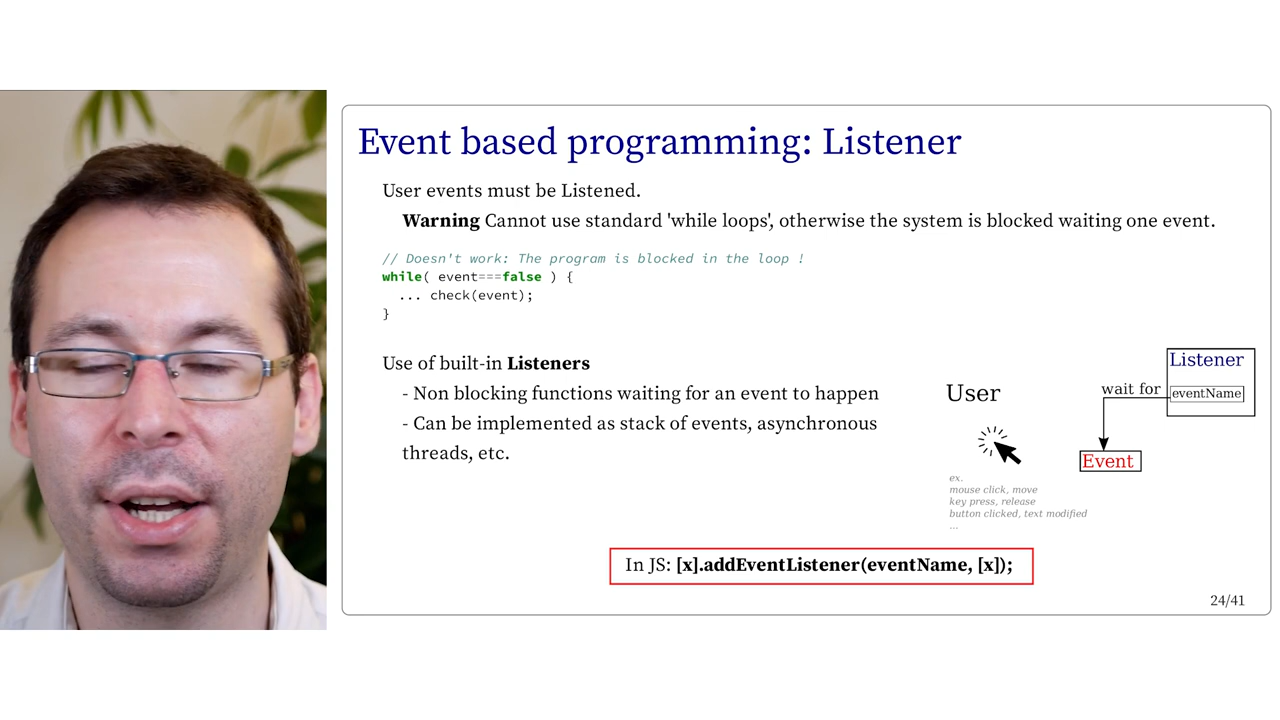 Event based programming: Listener
User events must be Listened.
Warning Cannot use standard 'while loops', otherwise the system is blocked waiting one event.
// Doesn't work: The program is blocked in the loop !
while( event===false ) {
... check(event);
}
Use of built-in Listeners
- Non blocking functions waiting for an event to happen
- Can be implemented as stack of events, asynchronous
threads, etc.
User
ex.
mouse click, move
key press, release
button clicked, text modified
...
Listener
eventName
wait for
Event
In JS: [x].addEventListener(eventName, [x]);
24/41